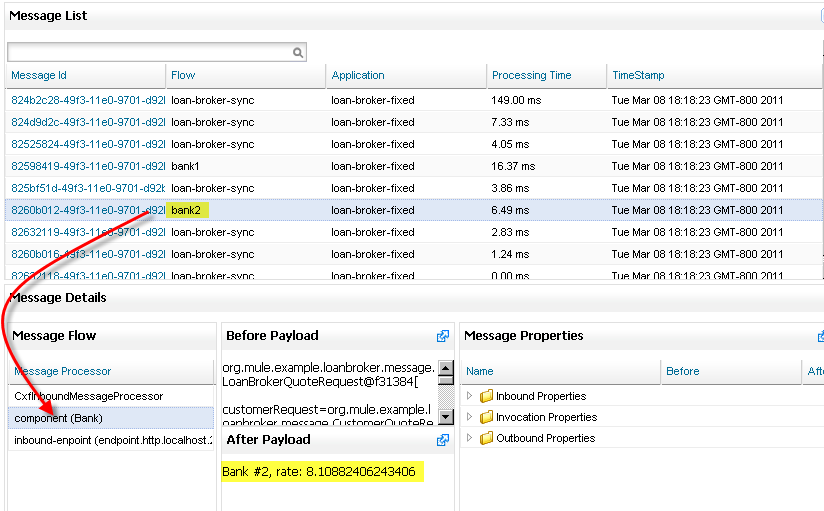 Message List
Message Id Flow Application Processing Time TimeStamp
824b2c28-49f3-11e0-9701-d92l loan-broker-sync loan-broker-fixed 149.00 ms Tue Mar 08 18:18:23 GMT-800 2011
824d9d2c-49f3-11e0-9701-d92l loan-broker-sync loan-broker-fixed 7.33 ms Tue Mar 08 18:18:23 GMT-800 2011
82525824-49f3-11e0-9701-d92l loan-broker-sync loan-broker-fixed 4.05 ms Tue Mar 08 18:18:23 GMT-800 2011
82598419-49f3-11e0-9701-d92l bank1 loan-broker-fixed 16.37 ms Tue Mar 08 18:18:23 GMT-800 2011
825bf51d-49f3-11e0-9701-d92b loan-broker-sync loan-broker-fixed 3.86 ms Tue Mar 08 18:18:23 GMT-800 2011
8260b012-49f3-11e0-9701-d92l bank2 loan-broker-fixed 6.49 ms Tue Mar 08 18:18:23 GMT-800 2011
82632119-49f3-11e0-9701-d92l loan-broker-sync loan-broker-fixed 2.83 ms Tue Mar 08 18:18:23 GMT-800 2011
8260b016-49f3-11e0-9701-d92l loan-broker-sync loan-broker-fixed 1.24 ms Tue Mar 08 18:18:23 GMT-800 2011
82632118-49f3-11e0-9701-d92l loan-broker-sync loan-broker-fixed 0.00 ms Tue Mar 08 18:18:23 GMT-800 2011
Message Details
Message Flow
Message Processor
CxfInboundMessageProcessor
component (Bank)
inbound-enpoint (endpoint.http.localhost.2
Before Payload
org.mule.example.loanbroker.message.
LoanBrokerQuoteRequest@f31384[
customerRequest=org.mule.example.l
oanbroker.message.CustomerQuoteRe
After Payload
Bank #2, rate: 8.10882406243406
Message Properties
Name Before Afte
Inbound Properties
Invocation Properties
Outbound Properties